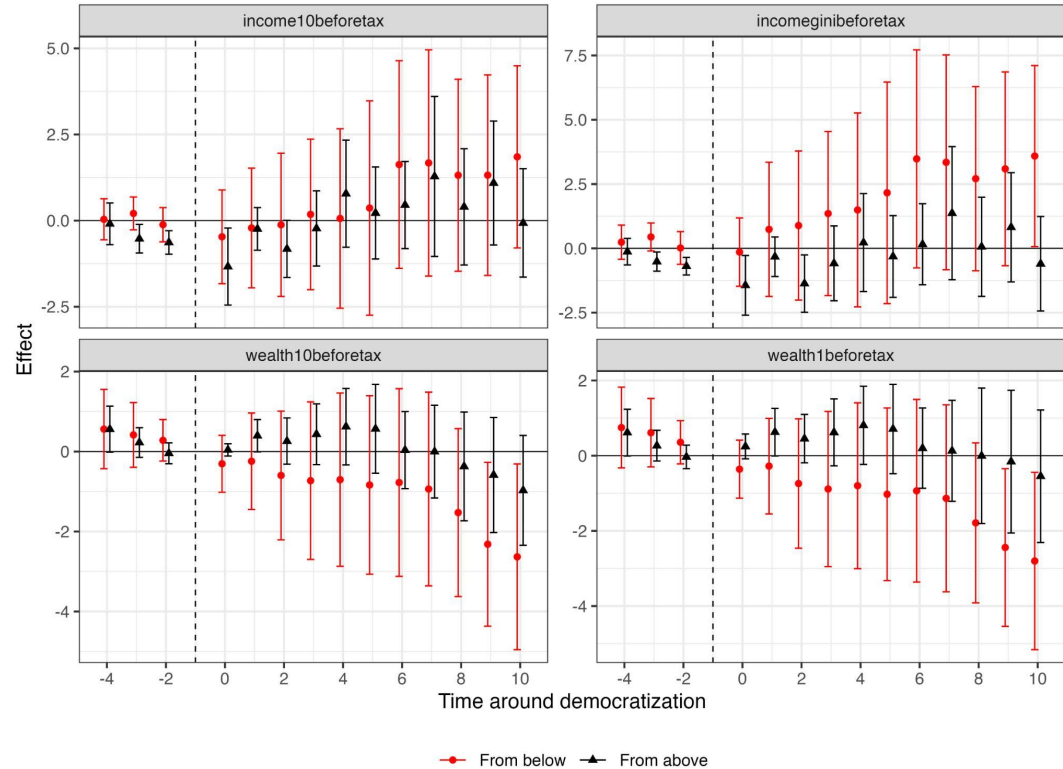 income10beforetax
incomeginibeforetax
5.0
2.5
0.0
-2.5
7.5
5.0
2.5
0.0
-2.5
Effect
wealth10beforetax
wealth1beforetax
2
0
-2
-4
2
0
-2
-4
-4 -2 0 2 4 6 8 10
-4 -2 0 2 4 6 8 10
Time around democratization
From below From above